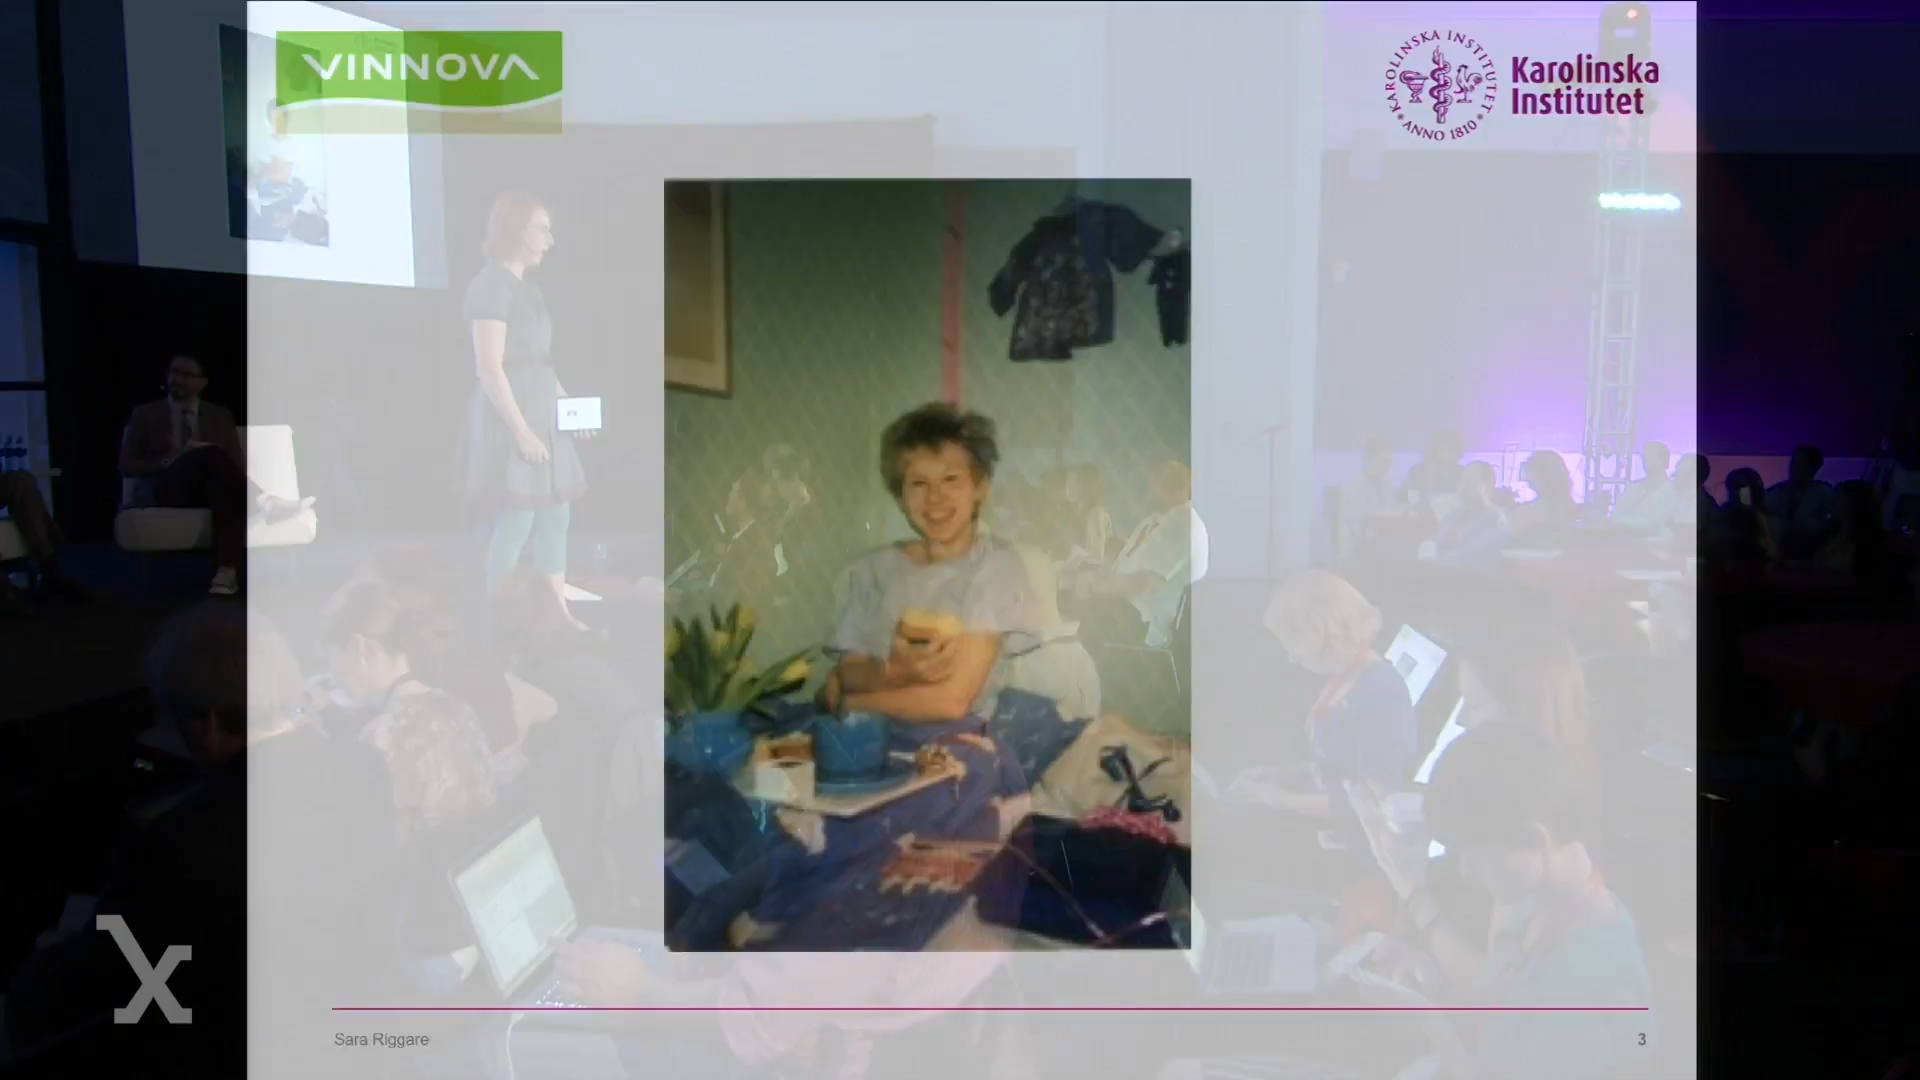 VINNOVA
KAROLINSKA INSTITUTET
ANNO 1810
Karolinska
Institutet
x
Sara Riggare
3